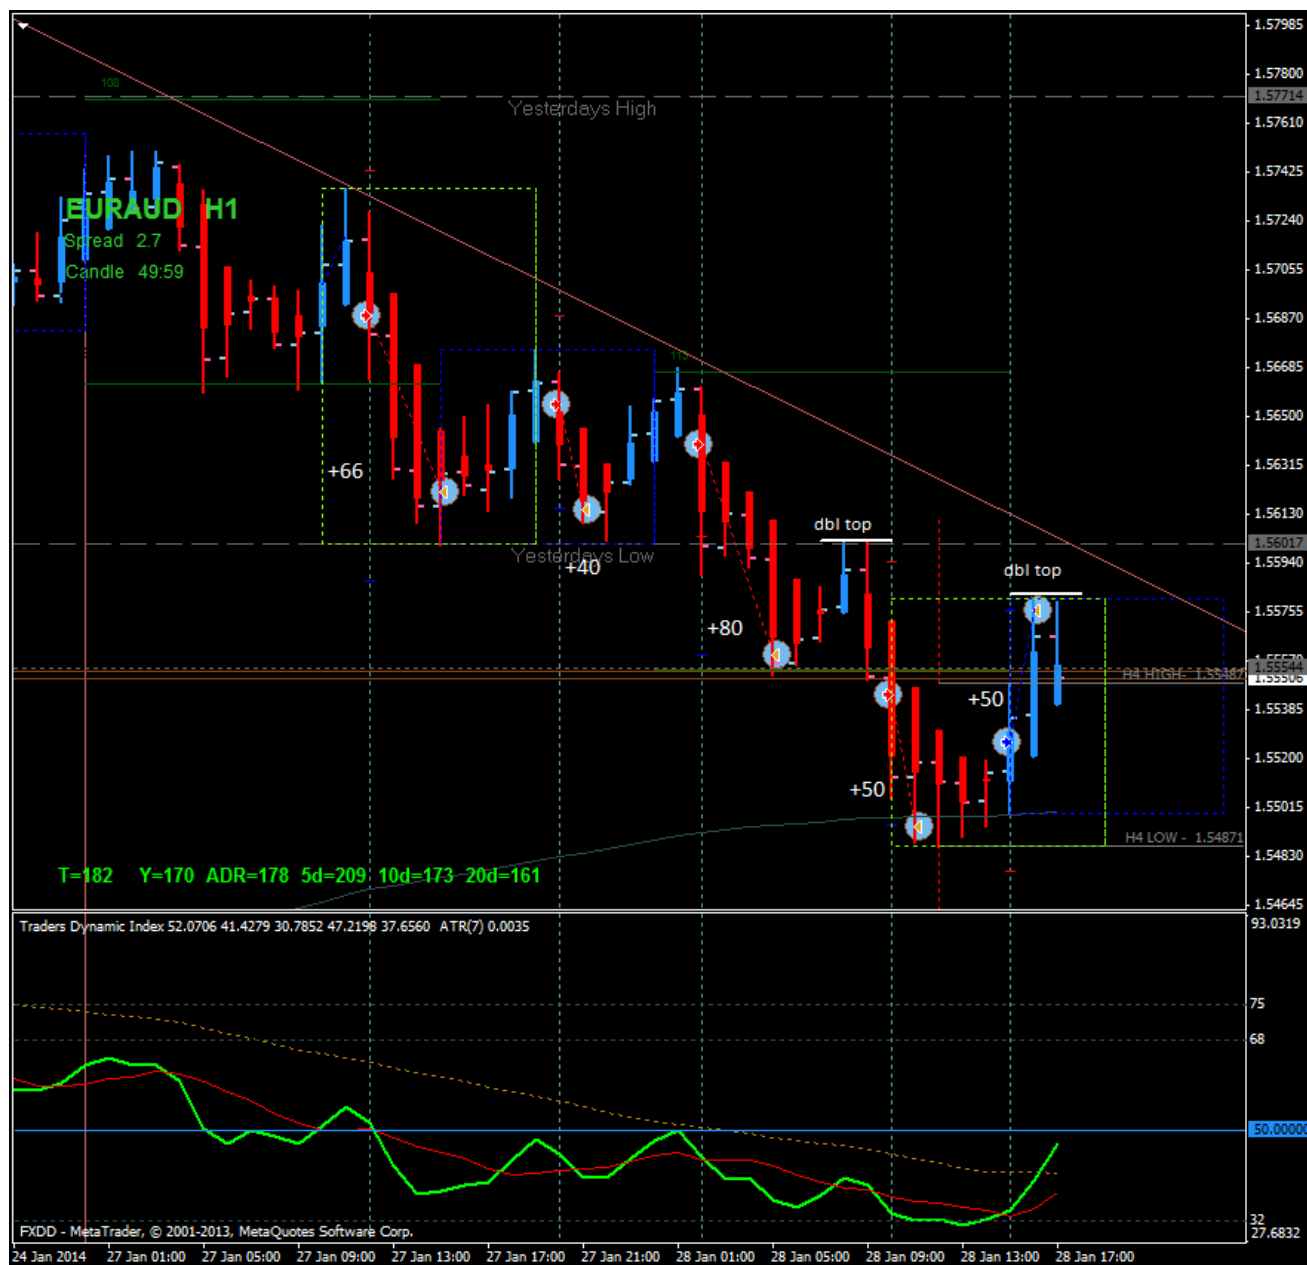 1.57985
1.57800
1.57714
Yesterdays High
1.57610
1.57425
1.57240
1.57055
1.56870
1.56685
1.56500
1.56315
1.56130
1.56017
1.55940
1.55755
1.55544
1.55506
1.55385
1.55200
1.55015
1.54830
1.54645
108
EURAUD H1
Spread 2.7
Candle 49:59
113
+66
dbl top
Yesterdays Low
+40
dbl top
+80
H4 HIGH- 1.55487
+50
+50
H4 LOW - 1.54871
T=182 Y=170 ADR=178 5d=209 10d=173 20d=161
Traders Dynamic Index 52.0706 41.4279 30.7852 47.2198 37.6560 ATR(7) 0.0035
93.0319
75
68
50.0000
32
27.6832
FXDD - MetaTrader, © 2001-2013, MetaQuotes Software Corp.
24 Jan 2014 27 Jan 01:00 27 Jan 05:00 27 Jan 09:00 27 Jan 13:00 27 Jan 17:00 27 Jan 21:00 28 Jan 01:00 28 Jan 05:00 28 Jan 09:00 28 Jan 13:00 28 Jan 17:00